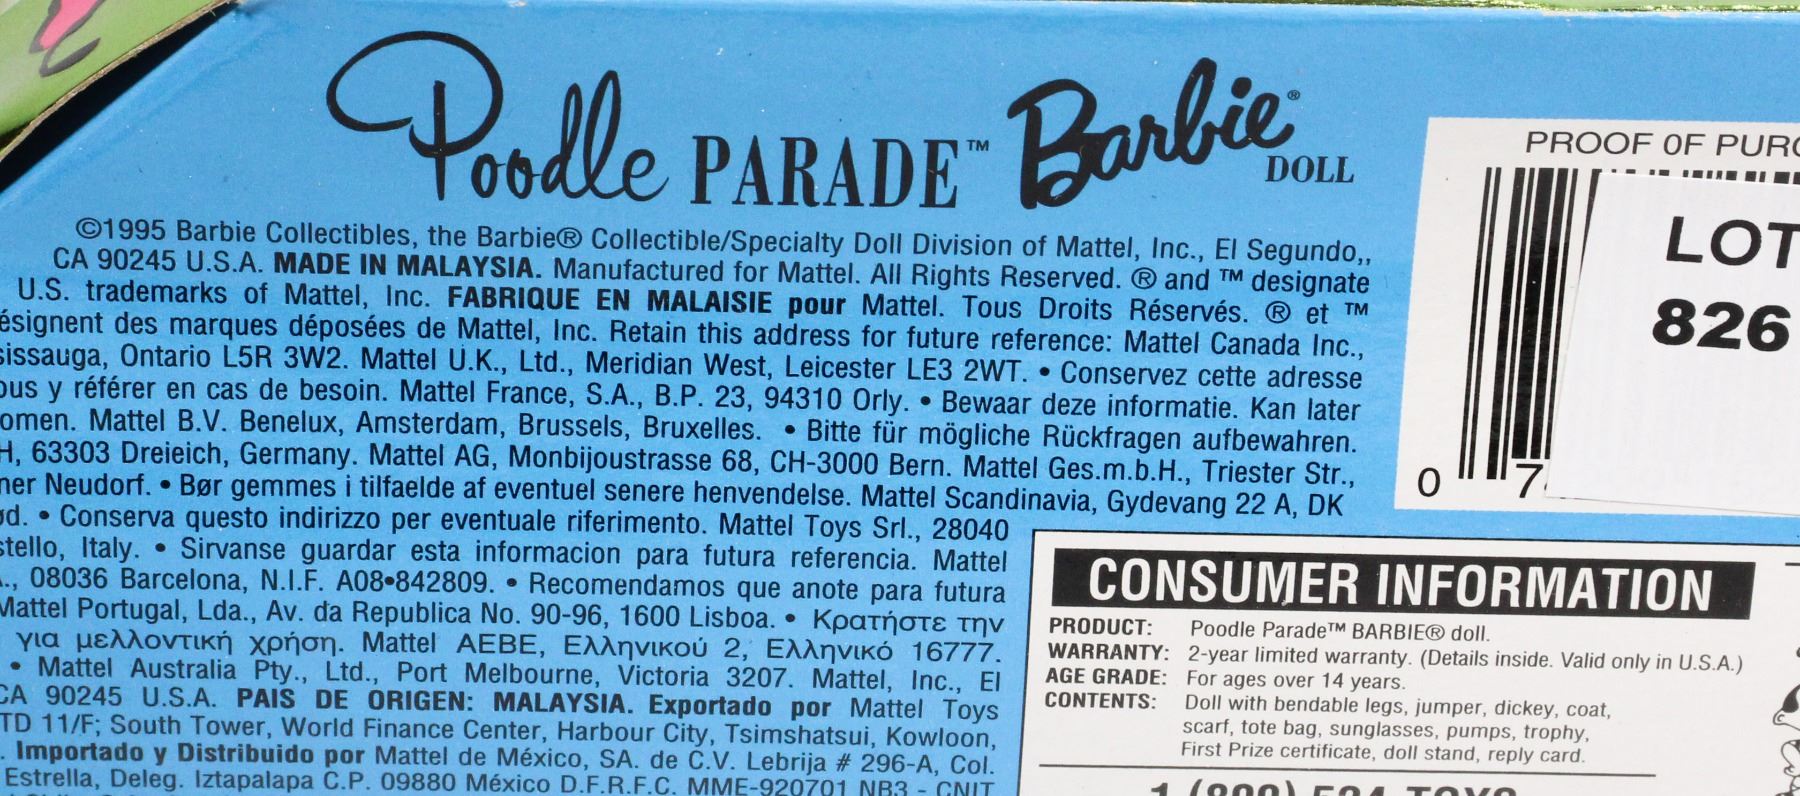 Poodle PARADE™ Barbie® DOLL
©1995 Barbie Collectibles, the Barbie® Collectible/Specialty Doll Division of Mattel, Inc., El Segundo,,
CA 90245 U.S.A. MADE IN MALAYSIA. Manufactured for Mattel. All Rights Reserved. ® and ™ designate
U.S. trademarks of Mattel, Inc. FABRIQUE EN MALAISIE pour Mattel. Tous Droits Réservés. ® et ™
ésignent des marques déposées de Mattel, Inc. Retain this address for future reference: Mattel Canada Inc.,
sissauga, Ontario L5R 3W2. Mattel U.K., Ltd., Meridian West, Leicester LE3 2WT. • Conservez cette adresse
ous y référer en cas de besoin. Mattel France, S.A., B.P. 23, 94310 Orly. • Bewaar deze informatie. Kan later
omen. Mattel B.V. Benelux, Amsterdam, Brussels, Bruxelles. • Bitte für mögliche Rückfragen aufbewahren.
H, 63303 Dreieich, Germany. Mattel AG, Monbijoustrasse 68, CH-3000 Bern. Mattel Ges.m.b.H., Triester Str.,
ner Neudorf. • Bør gemmes i tilfaelde af eventuel senere henvendelse. Mattel Scandinavia, Gydevang 22 A, DK
ød. • Conserva questo indirizzo per eventuale riferimento. Mattel Toys Srl., 28040
stello, Italy. • Sirvanse guardar esta informacion para futura referencia. Mattel
., 08036 Barcelona, N.I.F. A08•842809. • Recomendamos que anote para futura
Mattel Portugal, Lda., Av. da Republica No. 90-96, 1600 Lisboa. • Κρατήστε την
για μελλοντική χρήση. Mattel AEBE, Ελληνικού 2, Ελληνικό 16777.
• Mattel Australia Pty., Ltd., Port Melbourne, Victoria 3207. Mattel, Inc., El
CA 90245 U.S.A. PAIS DE ORIGEN: MALAYSIA. Exportado por Mattel Toys
TD 11/F; South Tower, World Finance Center, Harbour City, Tsimshatsui, Kowloon,
. Importado y Distribuido por Mattel de México, SA. de C.V. Lebrija # 296-A, Col.
Estrella, Deleg. Iztapalapa C.P. 09880 México D.F.R.F.C. MME-920701 NB3 - CNIT
PROOF OF PURC
LOT
826
0 7
CONSUMER INFORMATION
PRODUCT: Poodle Parade™ BARBIE® doll.
WARRANTY: 2-year limited warranty. (Details inside. Valid only in U.S.A.)
AGE GRADE: For ages over 14 years.
CONTENTS: Doll with bendable legs, jumper, dickey, coat,
scarf, tote bag, sunglasses, pumps, trophy,
First Prize certificate, doll stand, reply card.